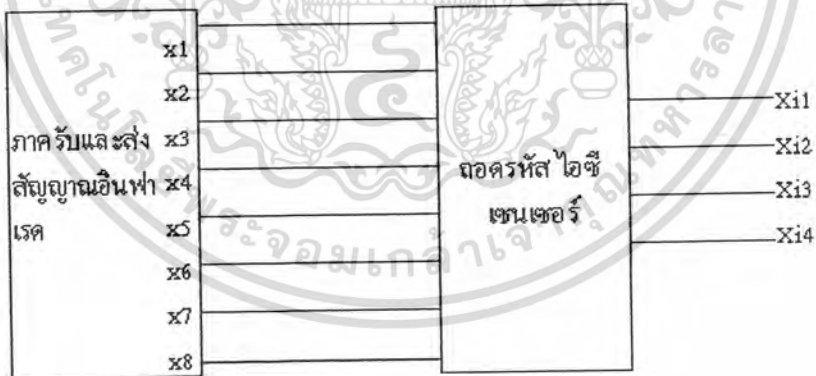 x1
x2
x3
x4
x5
x6
x7
x8
ภาครับและส่ง
สัญญาณอินฟา
เรด
ถอดรหัส ไอซี
เซนเซอร์
Xi1
Xi2
Xi3
Xi4